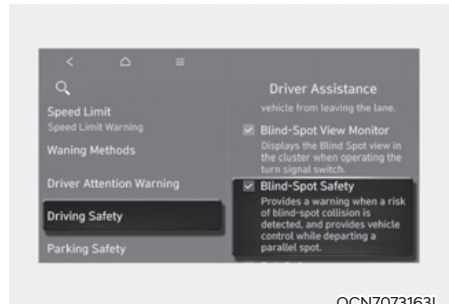 Driver Assistance
Speed Limit
Speed Limit Warning
Waning Methods
Driver Attention Warning
Driving Safety
Parking Safety
vehicle from leaving the lane.
Blind-Spot View Monitor
Displays the Blind Spot view in
the cluster when operating the
turn signal switch.
Blind-Spot Safety
Provides a warning when a risk
of blind-spot collision is
detected, and provides vehicle
control while departing a
parallel spot.
OCN7073163L